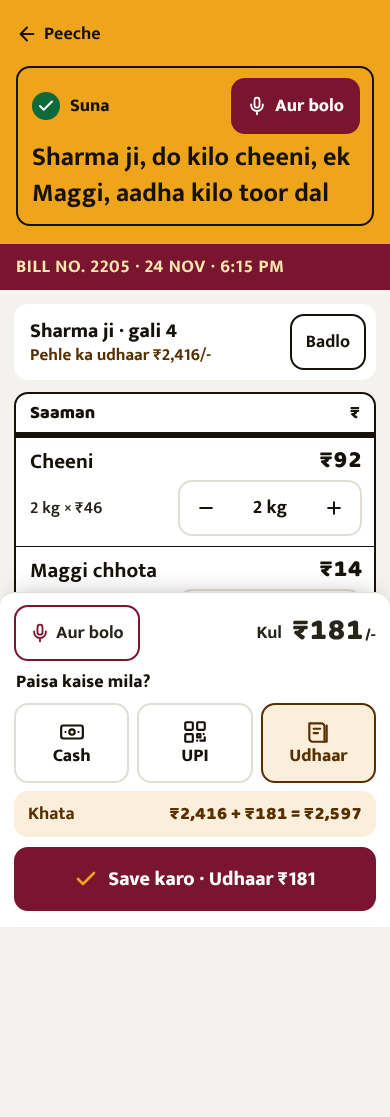 Peeche
Suna
Aur bolo
Sharma ji, do kilo cheeni, ek
Maggi, aadha kilo toor dal
BILL NO. 2205 · 24 NOV · 6:15 PM
Sharma ji · gali 4
Pehle ka udhaar ₹2,416/-
Badlo
Saaman ₹
Cheeni ₹92
2 kg × ₹46 − 2 kg +
Maggi chhota ₹14
Aur bolo
Kul ₹181/-
Paisa kaise mila?
Cash UPI Udhaar
Khata ₹2,416 + ₹181 = ₹2,597
Save karo · Udhaar ₹181